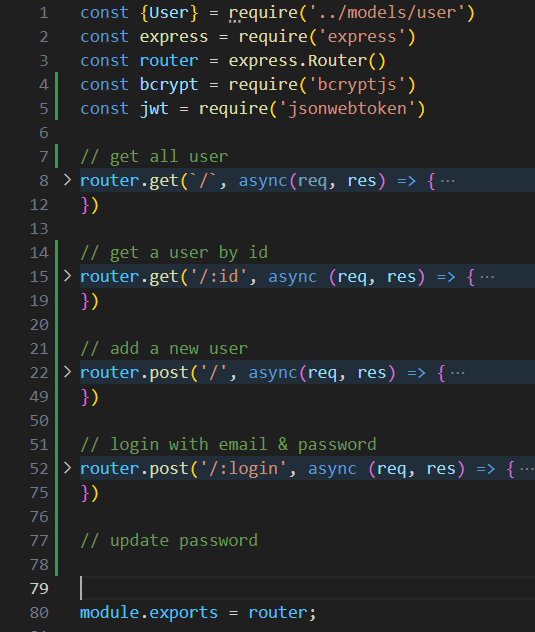 1 const {User} = require('../models/user')
2 const express = require('express')
3 const router = express.Router()
4 const bcrypt = require('bcryptjs')
5 const jwt = require('jsonwebtoken')
6
7 // get all user
8 router.get(`/`, async(req, res) => { ···
12 })
13
14 // get a user by id
15 router.get('/:id', async (req, res) => { ···
19 })
20
21 // add a new user
22 router.post('/', async(req, res) => { ···
49 })
50
51 // login with email & password
52 router.post('/:login', async (req, res) => { ···
75 })
76
77 // update password
78
79
80 module.exports = router;